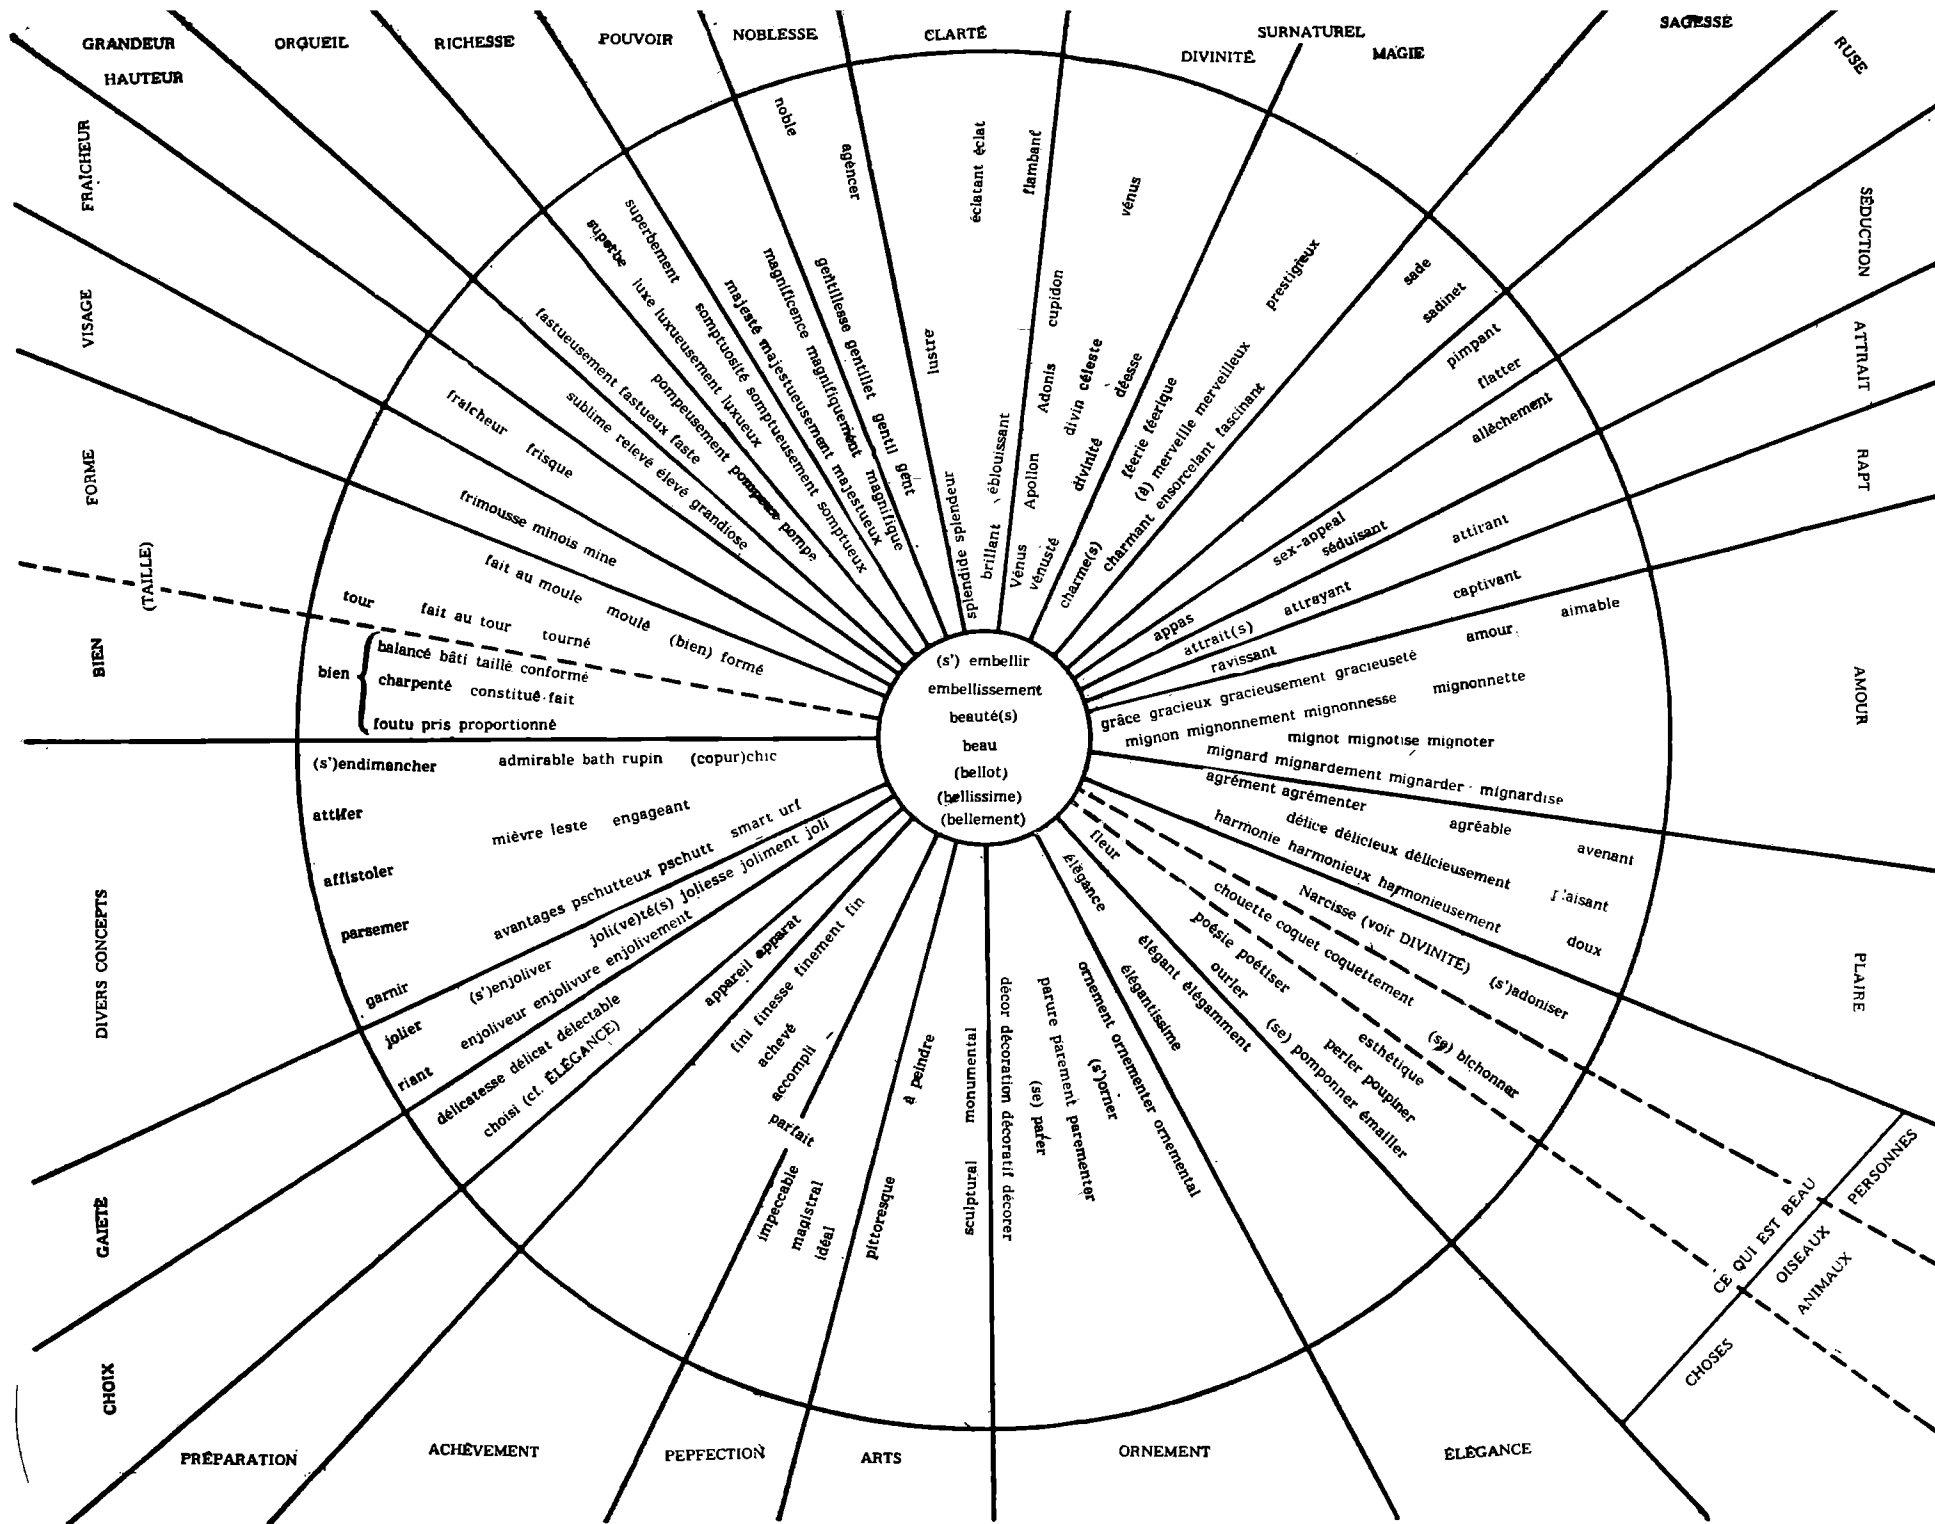 GRANDEUR
HAUTEUR
ORGUEIL
RICHESSE
POUVOIR
NOBLESSE
CLARTÉ
SURNATUREL
DIVINITÉ
MAGIE
SAGESSE
RUSE
SÉDUCTION
ATTRAIT
RAPT
AMOUR
PLAIRE
CE QUI EST BEAU
PERSONNES
OISEAUX
ANIMAUX
CHOSES
ÉLÉGANCE
ORNEMENT
ARTS
PEPFECTION
ACHÈVEMENT
PRÉPARATION
CHOIX
GAIETÉ
DIVERS CONCEPTS
BIEN
(TAILLE)
FORME
VISAGE
FRAICHEUR
(s') embellir
embellissement
beauté(s)
beau
(bellot)
(bellissime)
(bellement)
noble
agencer
gentillesse gentillet gentil gent
lustre
splendide splendeur
éclatant éclat
flambant
brillant éblouissant
vénus
cupidon
Adonis
Apollon
Vénus
vénusté
divin céleste
divinité
déesse
prestigieux
féerie féerique
(à) merveille merveilleux
charme(s)
charmant ensorcelant fascinant
sade
sadinet
pimpant
flatter
allèchement
sex-appeal
séduisant
appas
attirant
attrayant
attrait(s)
captivant
ravissant
aimable
amour
grâce gracieux gracieusement gracieuseté
mignon mignonnement mignonnesse mignonnette
mignot mignotise mignoter
mignard mignardement mignarder mignardise
agrément agrémenter
agréable
avenant
délice délicieux délicieusement
harmonie harmonieux harmonieusement
doux
Narcisse (voir DIVINITÉ) (s')adoniser
chouette coquet coquettement
(se) bichonner
fleur
poésie poétiser
esthétique
ourler
perler poupiner
(se) pomponner émailler
élégance
élégant élégamment
élégantissime
ornement ornementer ornemental
(s')orner
parure parement parementer
(se) parer
décor décoration décoratif décorer
monumental
sculptural
à peindre
pittoresque
parfait
impeccable
magistral
idéal
fini finesse finement fin
achevé
accompli
appareil apparat
délicatesse délicat délectable
choisi (cf. ÉLÉGANCE)
jolier
(s')enjoliver
joli(ve)té(s) joliesse joliment joli
riant
enjoliveur enjolivure enjolivement
(s')endimancher
admirable bath rupin (copur)chic
attifer
mièvre leste engageant
affistoler
parsemer
avantages pschutteux pschutt smart urf
garnir
bien
balancé bâti taillé conformé
charpenté constitué fait
foutu pris proportionné
tour fait au tour tourné
fait au moule moulé (bien) formé
frimousse minois mine
fraîcheur frisque
sublime relevé élevé grandiose
fastueusement fastueux faste
pompeusement pompeux pompe
superbe
luxe luxueusement luxueux
superbement
somptuosité somptueusement somptueux
majesté majestueusement majestueux
magnificence magnifiquement magnifique